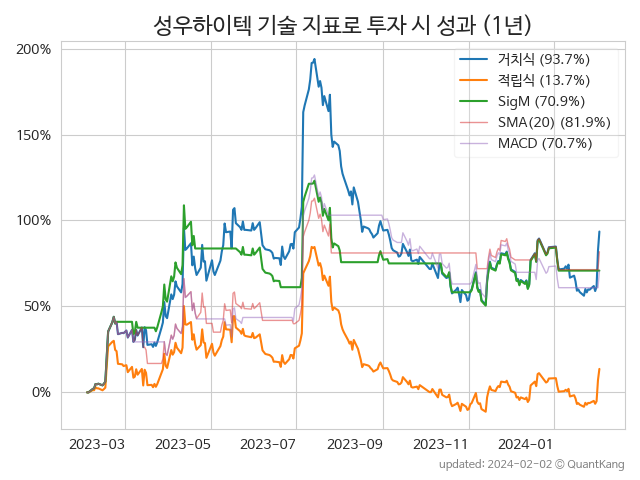 성우하이텍 기술 지표로 투자 시 성과 (1년)
200%
150%
100%
50%
0%
거치식 (93.7%)
적립식 (13.7%)
SigM (70.9%)
SMA(20) (81.9%)
MACD (70.7%)
2023-03 2023-05 2023-07 2023-09 2023-11 2024-01
updated: 2024-02-02 © QuantKang